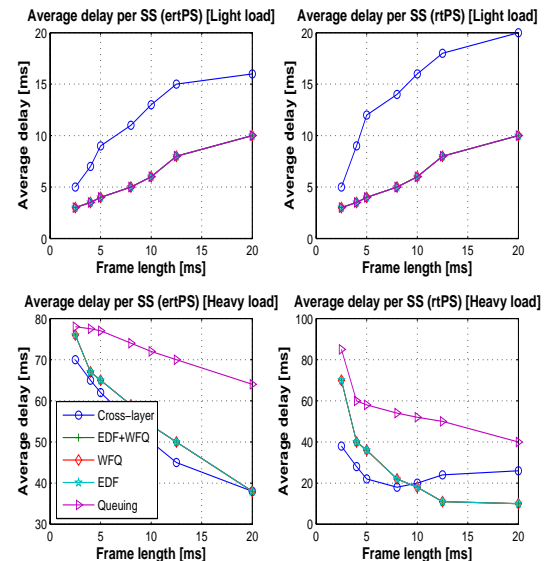 Average delay per SS (ertPS) [Light load]
Average delay [ms]
20
15
10
5
0
0 5 10 15 20
Frame length [ms]
Average delay per SS (rtPS) [Light load]
Average delay [ms]
20
15
10
5
0
0 5 10 15 20
Frame length [ms]
Average delay per SS (ertPS) [Heavy load]
Average delay [ms]
80
70
60
50
40
30
0 5 10 15 20
Frame length [ms]
Cross-layer
EDF+WFQ
WFQ
EDF
Queuing
Average delay per SS (rtPS) [Heavy load]
Average delay [ms]
100
80
60
40
20
0
0 5 10 15 20
Frame length [ms]